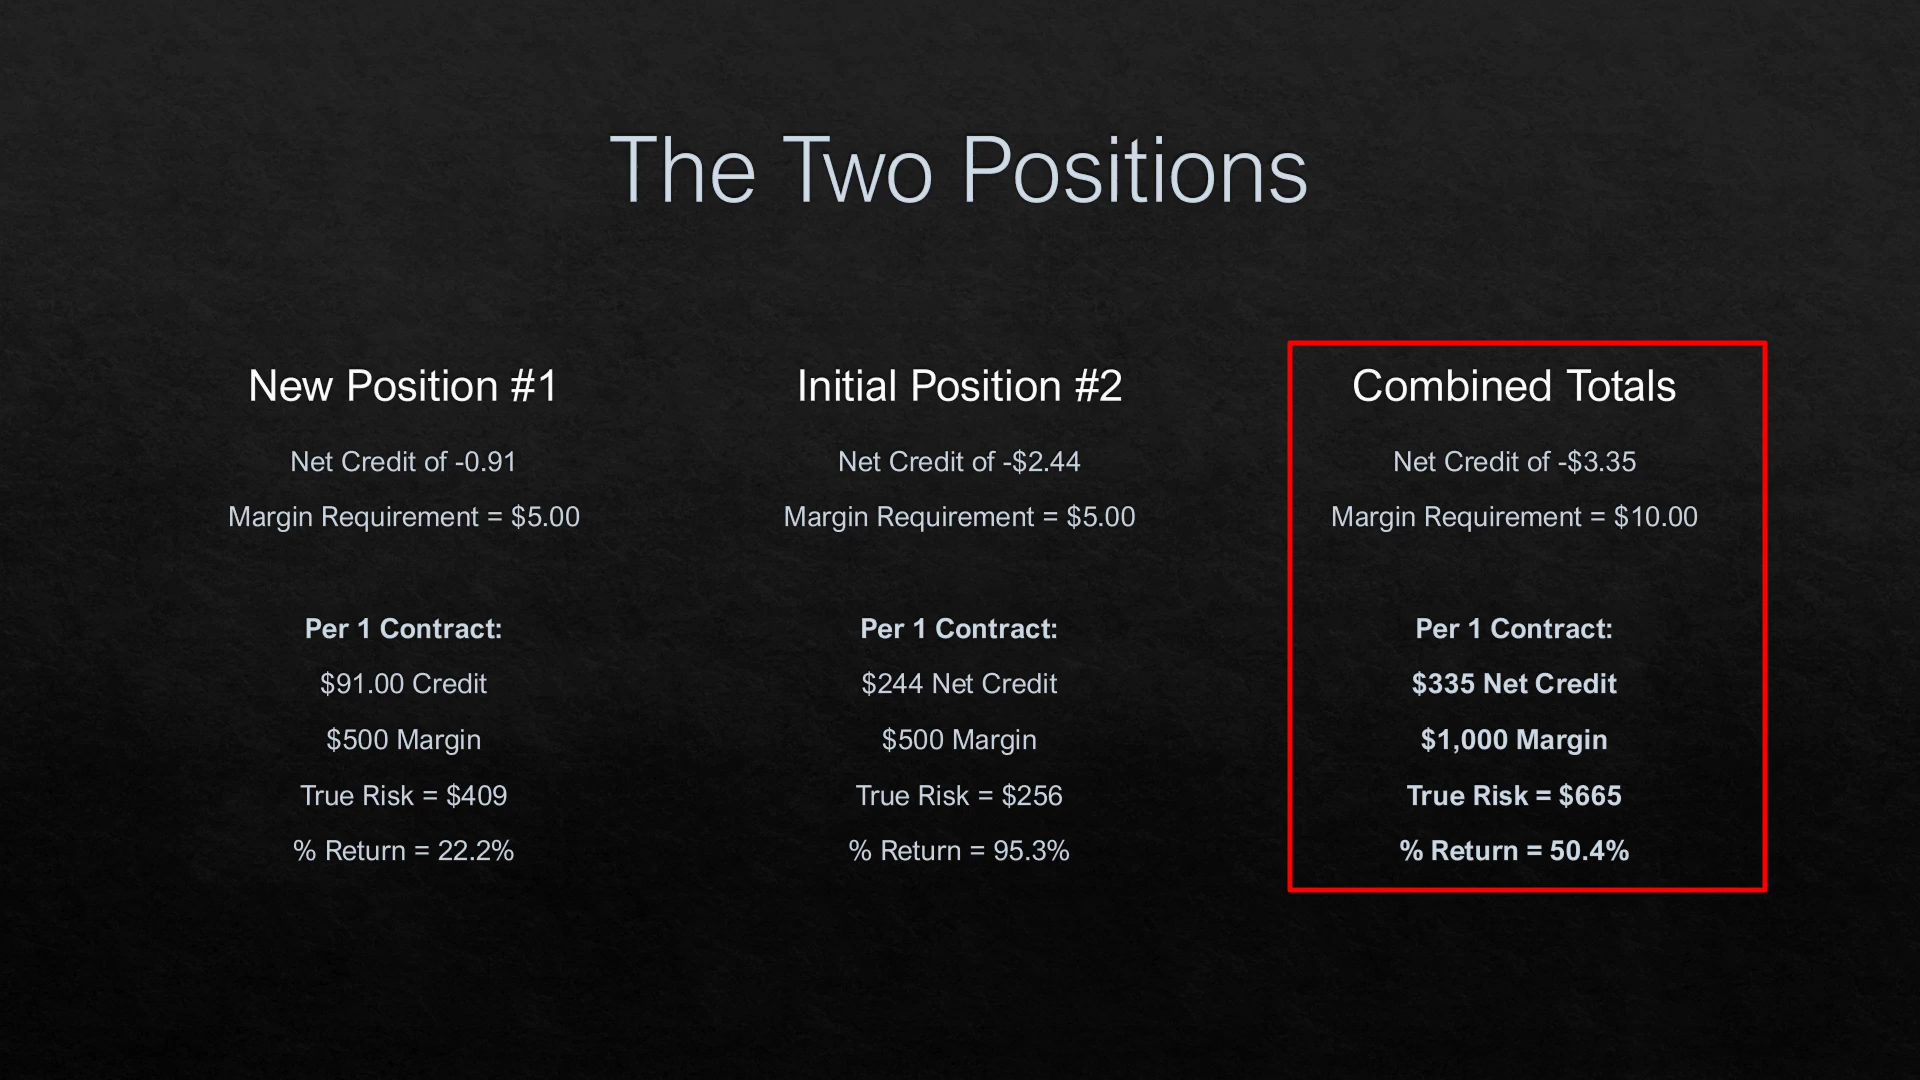 The Two Positions
New Position #1
Net Credit of -0.91
Margin Requirement = $5.00
Per 1 Contract:
$91.00 Credit
$500 Margin
True Risk = $409
% Return = 22.2%
Initial Position #2
Net Credit of -$2.44
Margin Requirement = $5.00
Per 1 Contract:
$244 Net Credit
$500 Margin
True Risk = $256
% Return = 95.3%
Combined Totals
Net Credit of -$3.35
Margin Requirement = $10.00
Per 1 Contract:
$335 Net Credit
$1,000 Margin
True Risk = $665
% Return = 50.4%